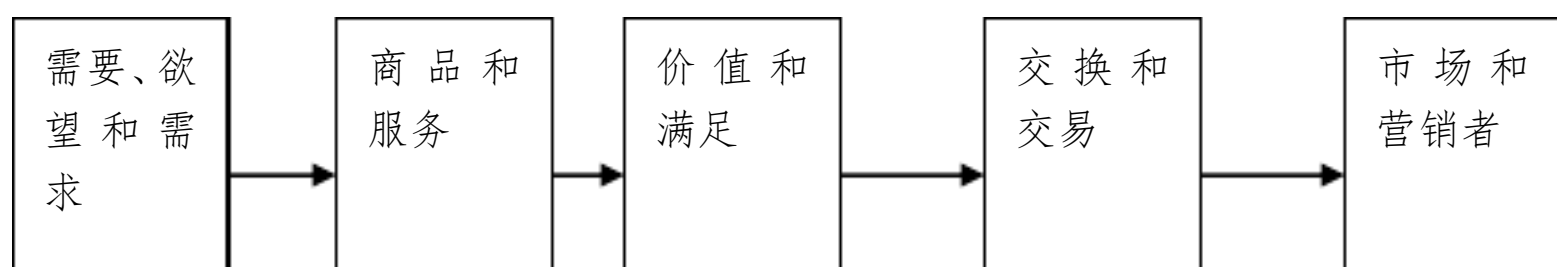 需要、欲
望和需
求
商品和
服务
价值和
满足
交换和
交易
市场和
营销者